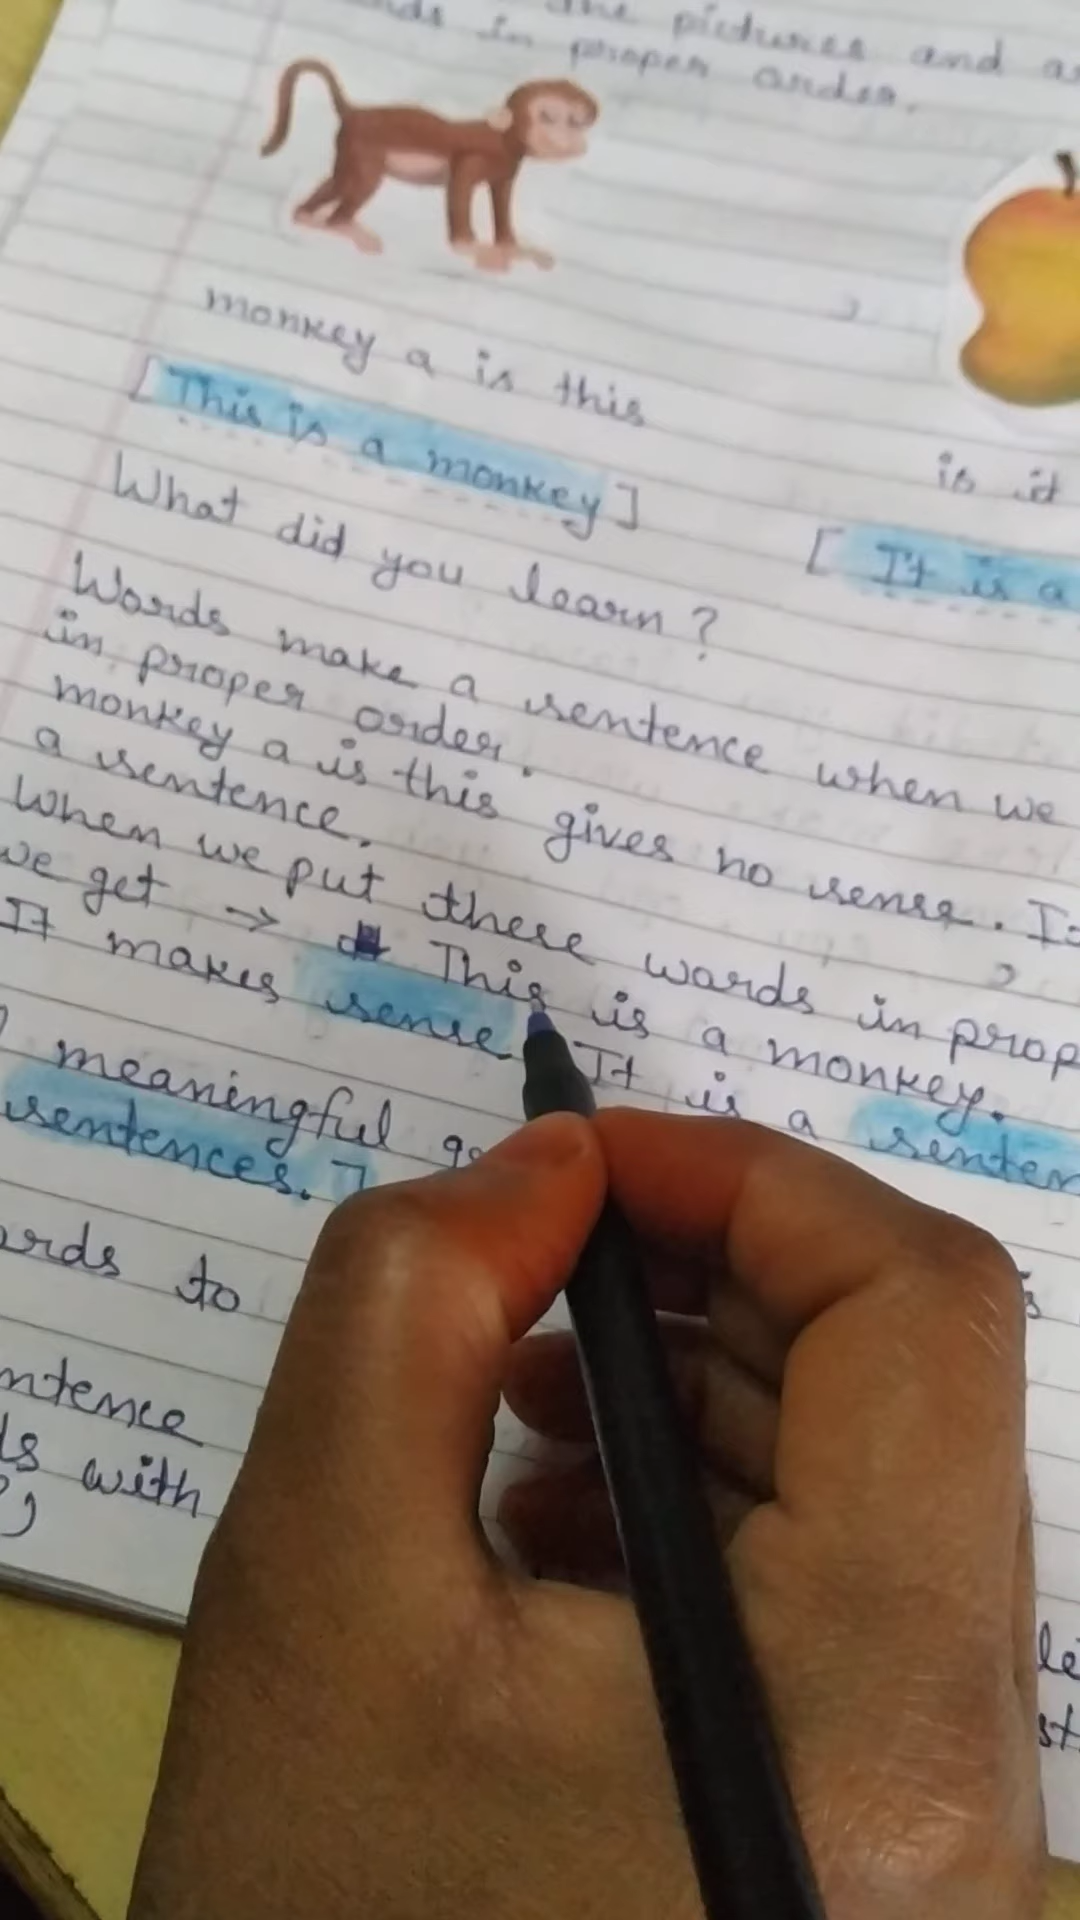 the pictures and
in proper order.
monkey a is this
is it
[This is a monkey]
[ It is a
What did you learn?
Words make a sentence when we
in proper order.
monkey a is this gives no sense.
a sentence.
When we put these words in prop
we get → This is a monkey.
It makes sense. It is a senten
meaningful
sentences.]
to
ntence
with